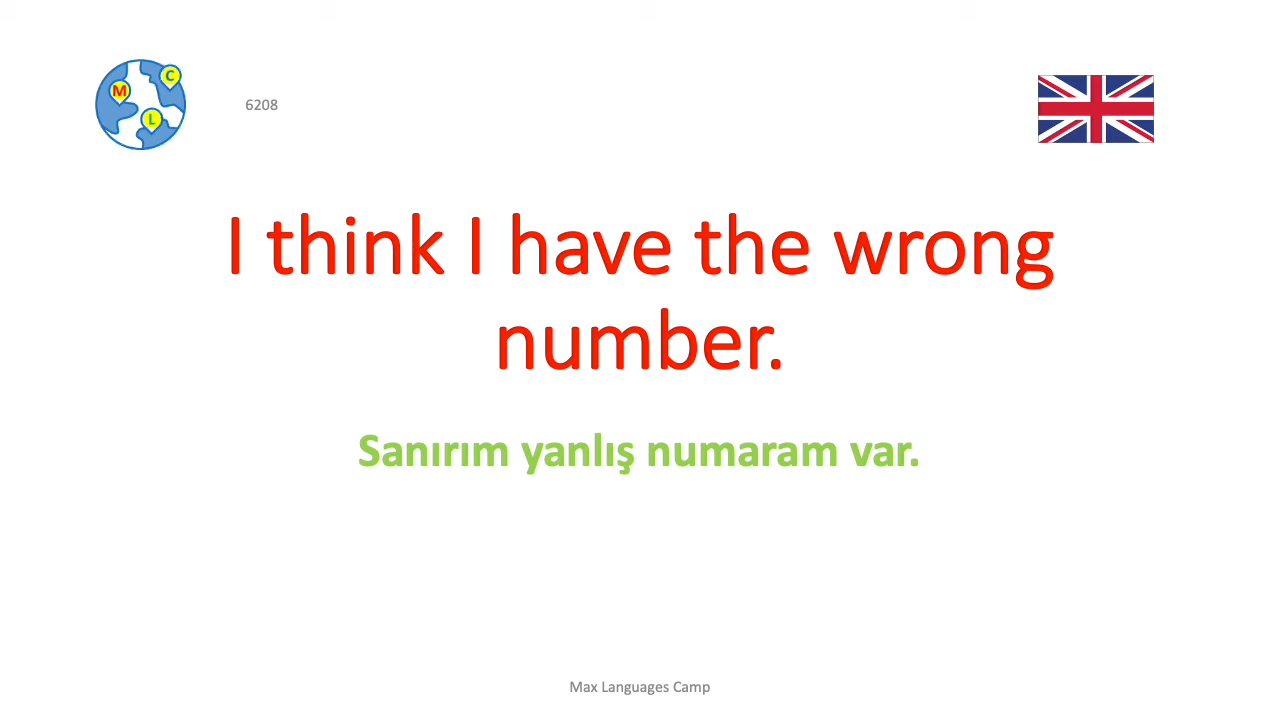 M
C
L
6208
I think I have the wrong
number.
Sanırım yanlış numaram var.
Max Languages Camp